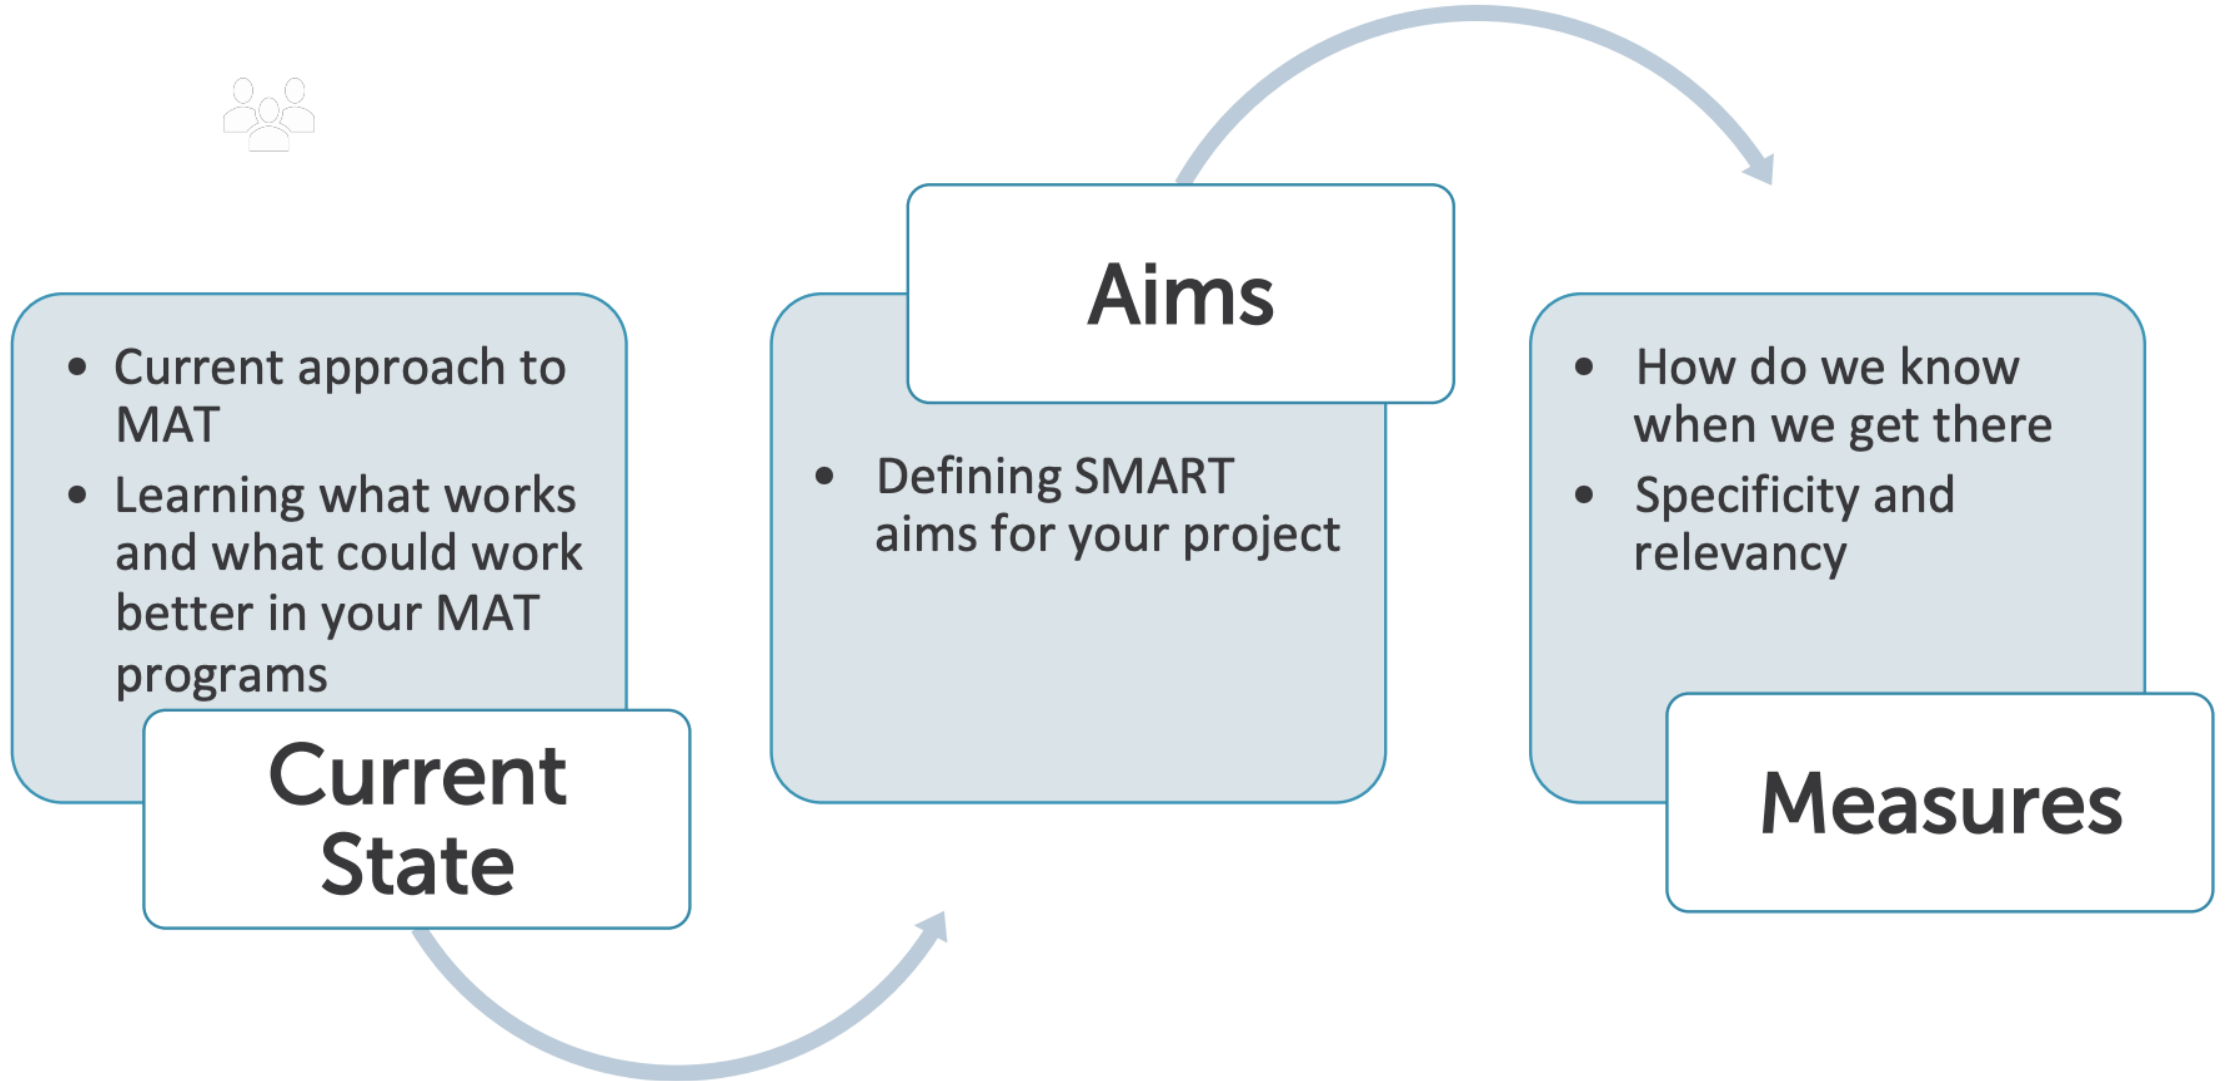 • Current approach to
MAT
• Learning what works
and what could work
better in your MAT
programs
Current
State
Aims
• Defining SMART
aims for your project
• How do we know
when we get there
• Specificity and
relevancy
Measures